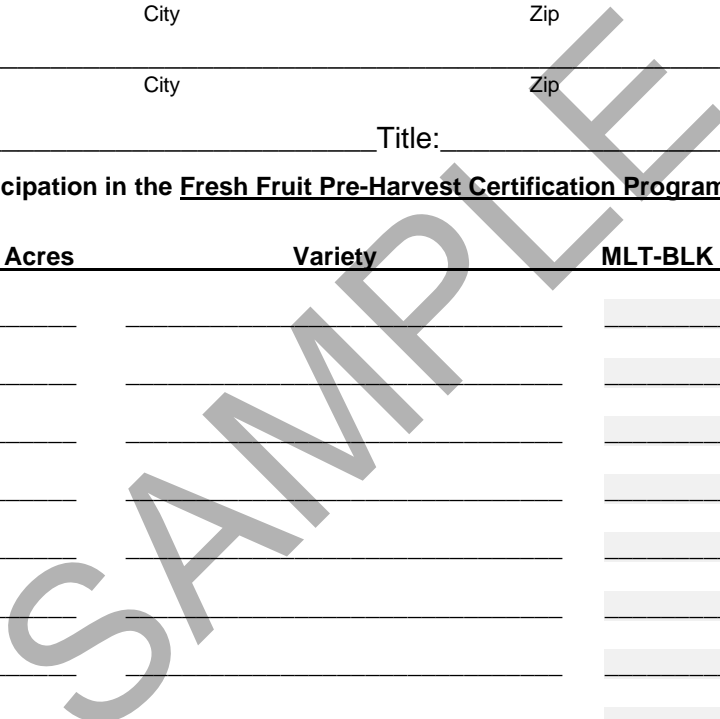 City Zip
City Zip
Title:
cipation in the Fresh Fruit Pre-Harvest Certification Program
Acres Variety MLT-BLK
SAMPLE